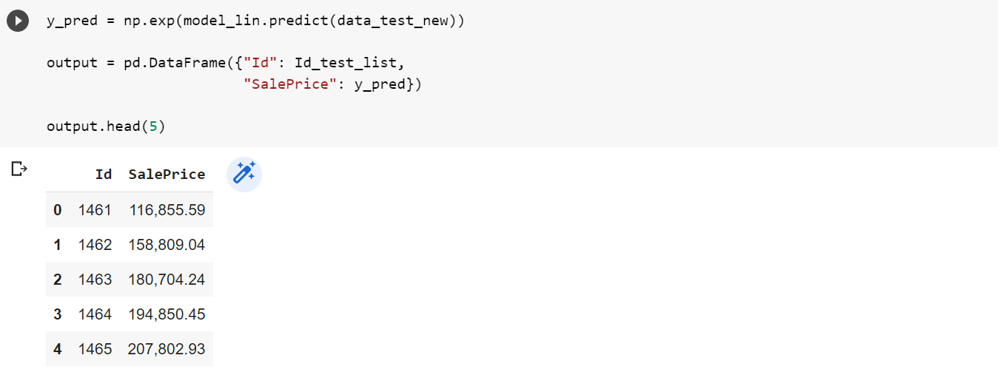 y_pred = np.exp(model_lin.predict(data_test_new))
output = pd.DataFrame({"Id": Id_test_list,
"SalePrice": y_pred})
output.head(5)
Id SalePrice
0 1461 116,855.59
1 1462 158,809.04
2 1463 180,704.24
3 1464 194,850.45
4 1465 207,802.93